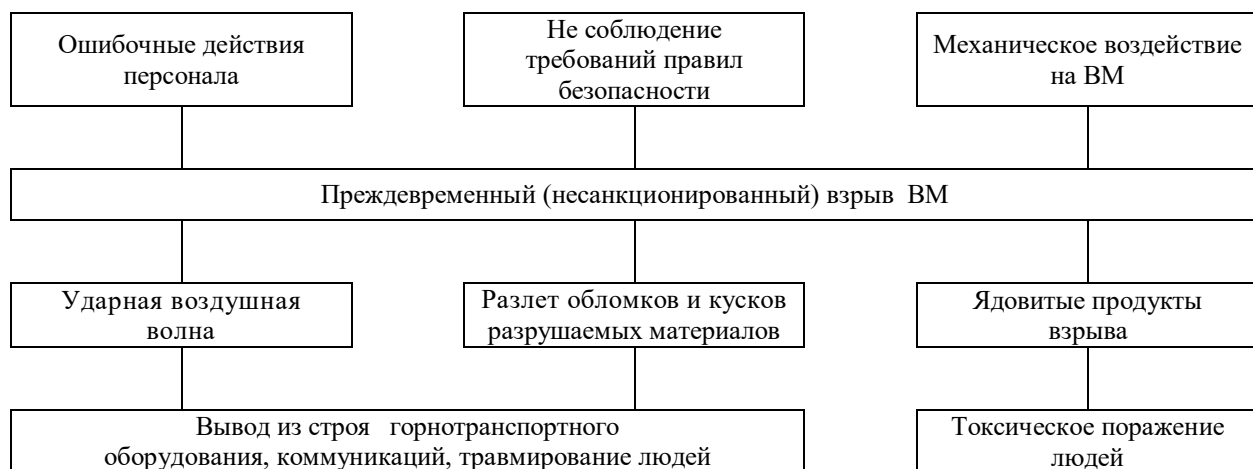 Ошибочные действия
персонала
Не соблюдение
требований правил
безопасности
Механическое воздействие
на ВМ
Преждевременный (несанкционированный) взрыв ВМ
Ударная воздушная
волна
Разлет обломков и кусков
разрушаемых материалов
Ядовитые продукты
взрыва
Вывод из строя горнотранспортного
оборудования, коммуникаций, травмирование людей
Токсическое поражение
людей